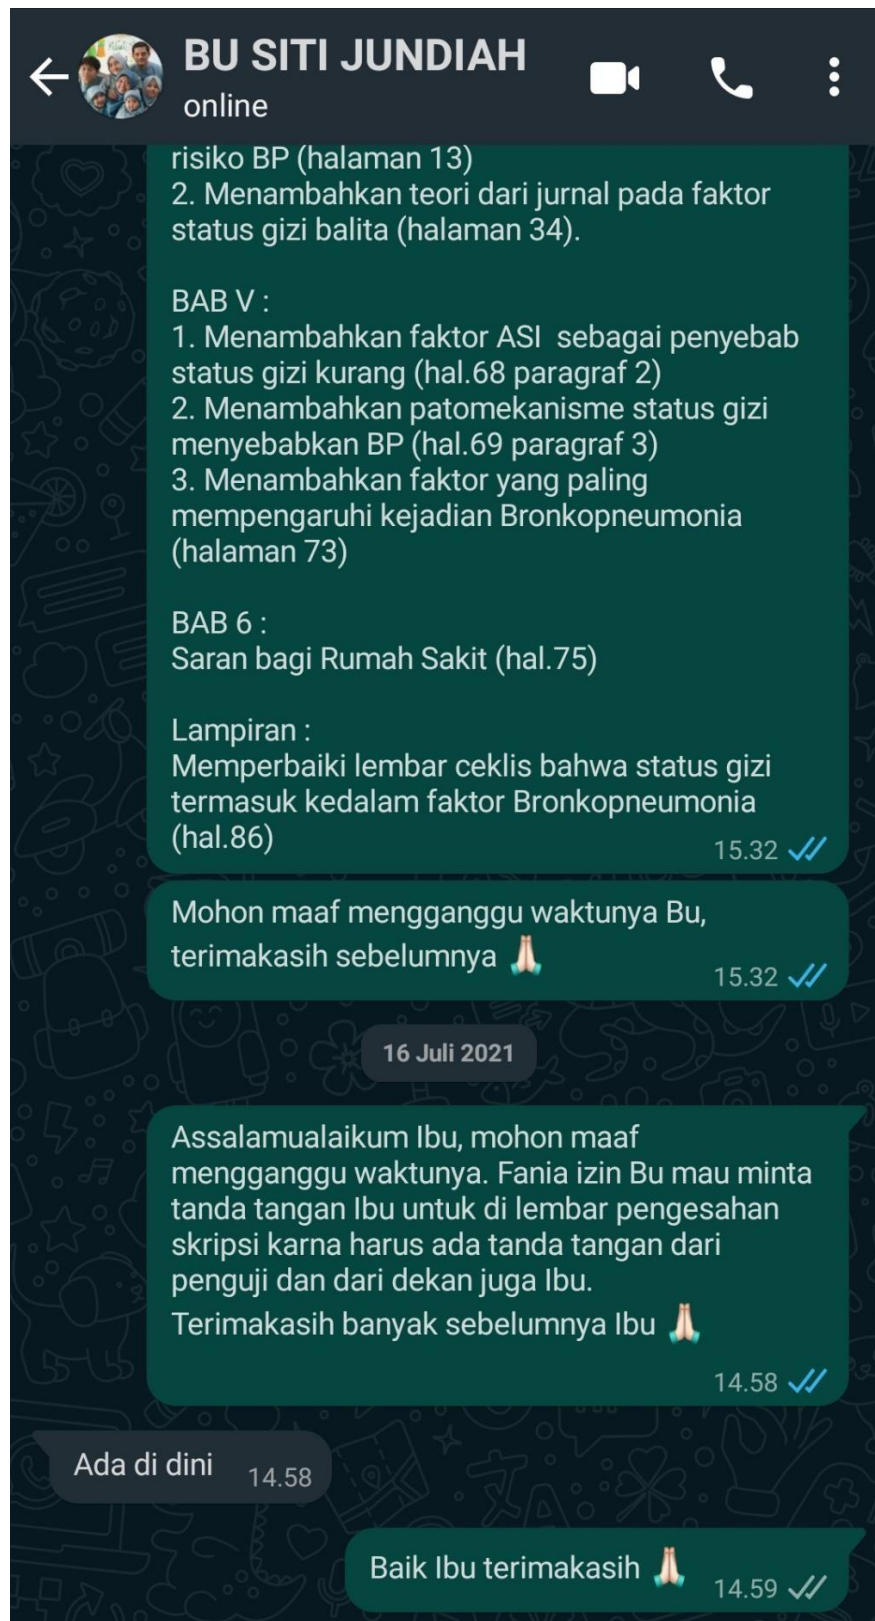 BU SITI JUNDIAH
online
risiko BP (halaman 13)
2. Menambahkan teori dari jurnal pada faktor
status gizi balita (halaman 34).
BAB V :
1. Menambahkan faktor ASI  sebagai penyebab
status gizi kurang (hal.68 paragraf 2)
2. Menambahkan patomekanisme status gizi
menyebabkan BP (hal.69 paragraf 3)
3. Menambahkan faktor yang paling
mempengaruhi kejadian Bronkopneumonia
(halaman 73)
BAB 6 :
Saran bagi Rumah Sakit (hal.75)
Lampiran :
Memperbaiki lembar ceklis bahwa status gizi
termasuk kedalam faktor Bronkopneumonia
(hal.86)
15.32
Mohon maaf mengganggu waktunya Bu,
terimakasih sebelumnya 🙏🏻
15.32
16 Juli 2021
Assalamualaikum Ibu, mohon maaf
mengganggu waktunya. Fania izin Bu mau minta
tanda tangan Ibu untuk di lembar pengesahan
skripsi karna harus ada tanda tangan dari
penguji dan dari dekan juga Ibu.
Terimakasih banyak sebelumnya Ibu 🙏🏻
14.58
Ada di dini 14.58
Baik Ibu terimakasih 🙏🏻 14.59